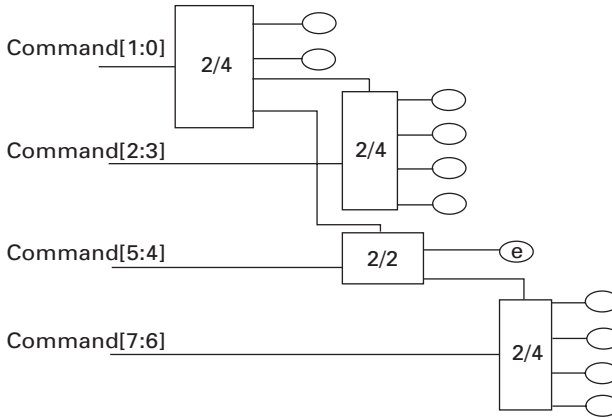 Command[1:0]
2/4
Command[2:3]
2/4
Command[5:4]
2/2
e
Command[7:6]
2/4